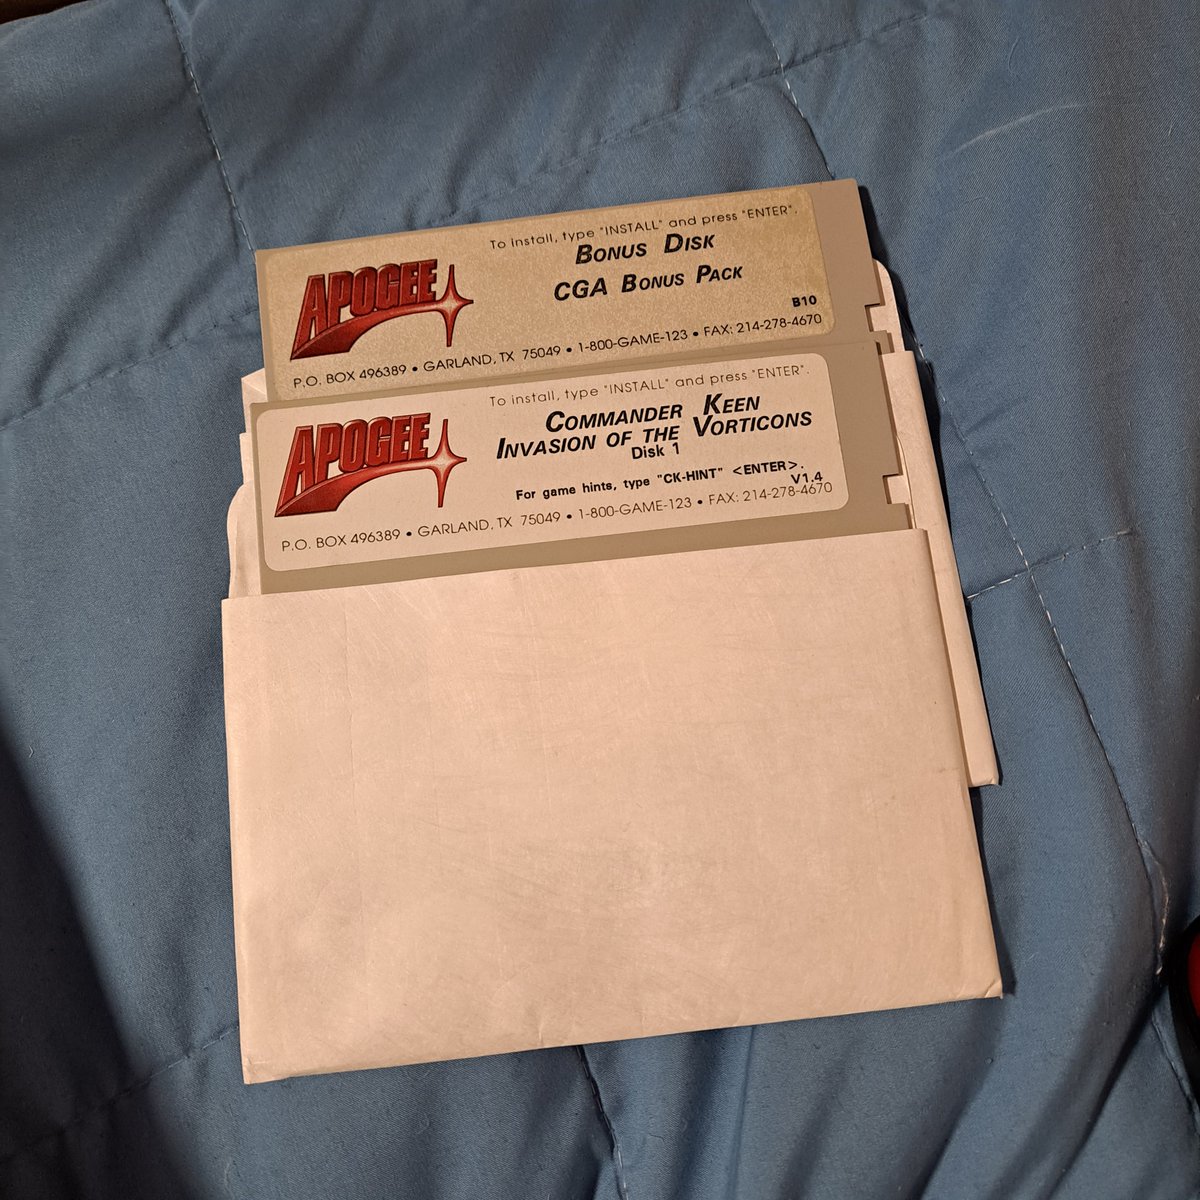 To install, type "INSTALL" and press "ENTER".
APOGEE
BONUS DISK
CGA BONUS PACK
B10
P.O. BOX 496389 • GARLAND, TX 75049 • 1-800-GAME-123 • FAX: 214-278-4670
To install, type "INSTALL" and press "ENTER".
APOGEE
COMMANDER KEEN
INVASION OF THE VORTICONS
Disk 1
For game hints, type "CK-HINT" <ENTER>.
V1.4
P.O. BOX 496389 • GARLAND, TX 75049 • 1-800-GAME-123 • FAX: 214-278-4670